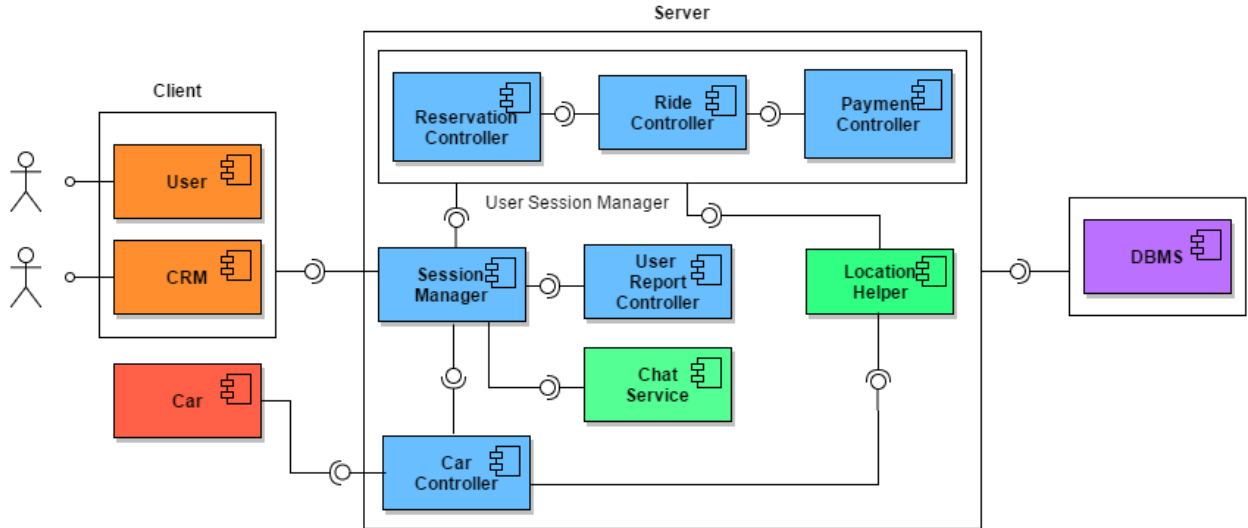 Server
Client
Reservation
Controller
Ride
Controller
Payment
Controller
User
User Session Manager
CRM
Session
Manager
User
Report
Controller
Location
Helper
DBMS
Car
Chat
Service
Car
Controller